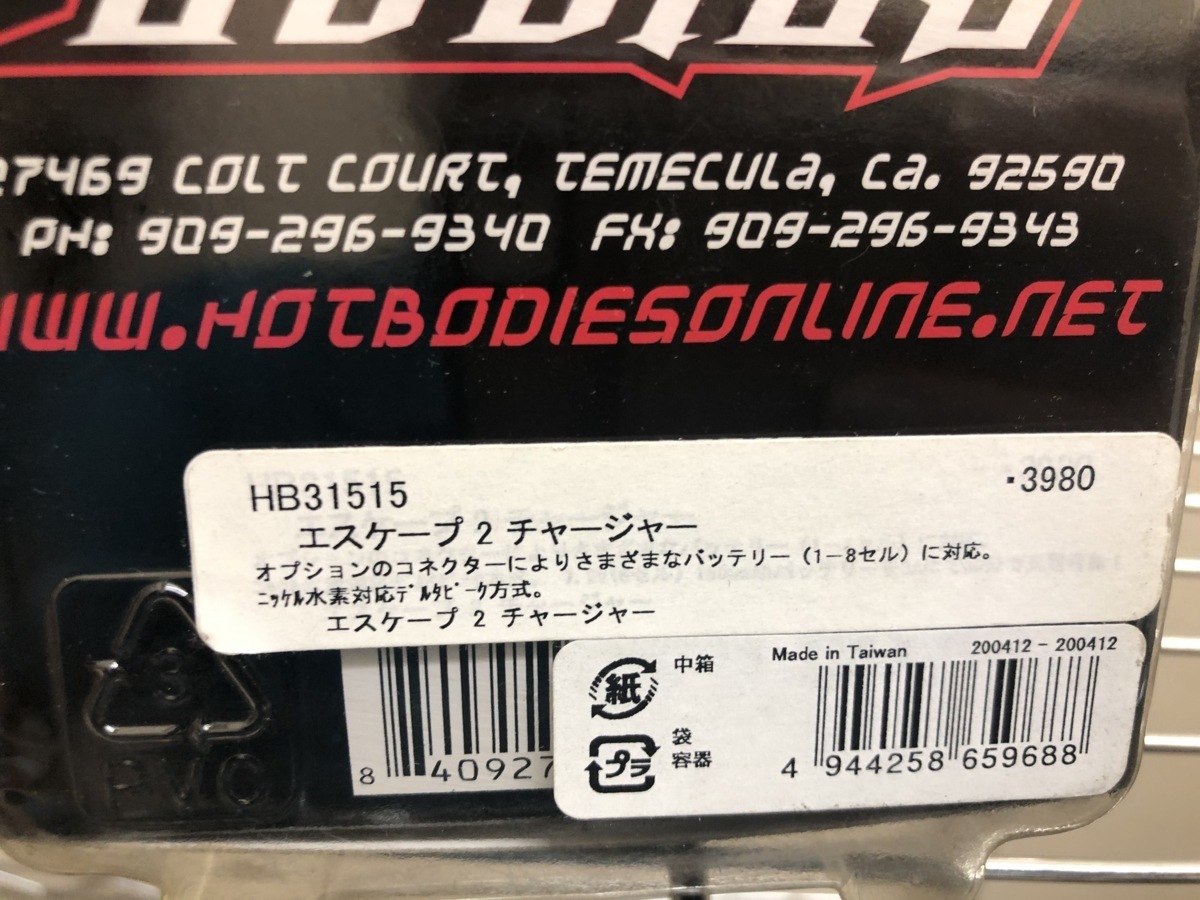 27469 COLT COURT, TEMECULA, CA. 92590
PH: 909-296-9340 FX: 909-296-9343
WWW.HOTBODIESONLINE.NET
HB31515 ･3980
エスケープ 2 チャージャー
オプションのコネクターによりさまざまなバッテリー（1－8セル）に対応。
ﾆｯｹﾙ水素対応ﾃﾞﾙﾀﾋﾟｰｸ方式。
エスケープ 2 チャージャー
紙 中箱
プラ 袋
容器
Made in Taiwan 200412 - 200412
4 944258 659688
8 40927
3
PVC